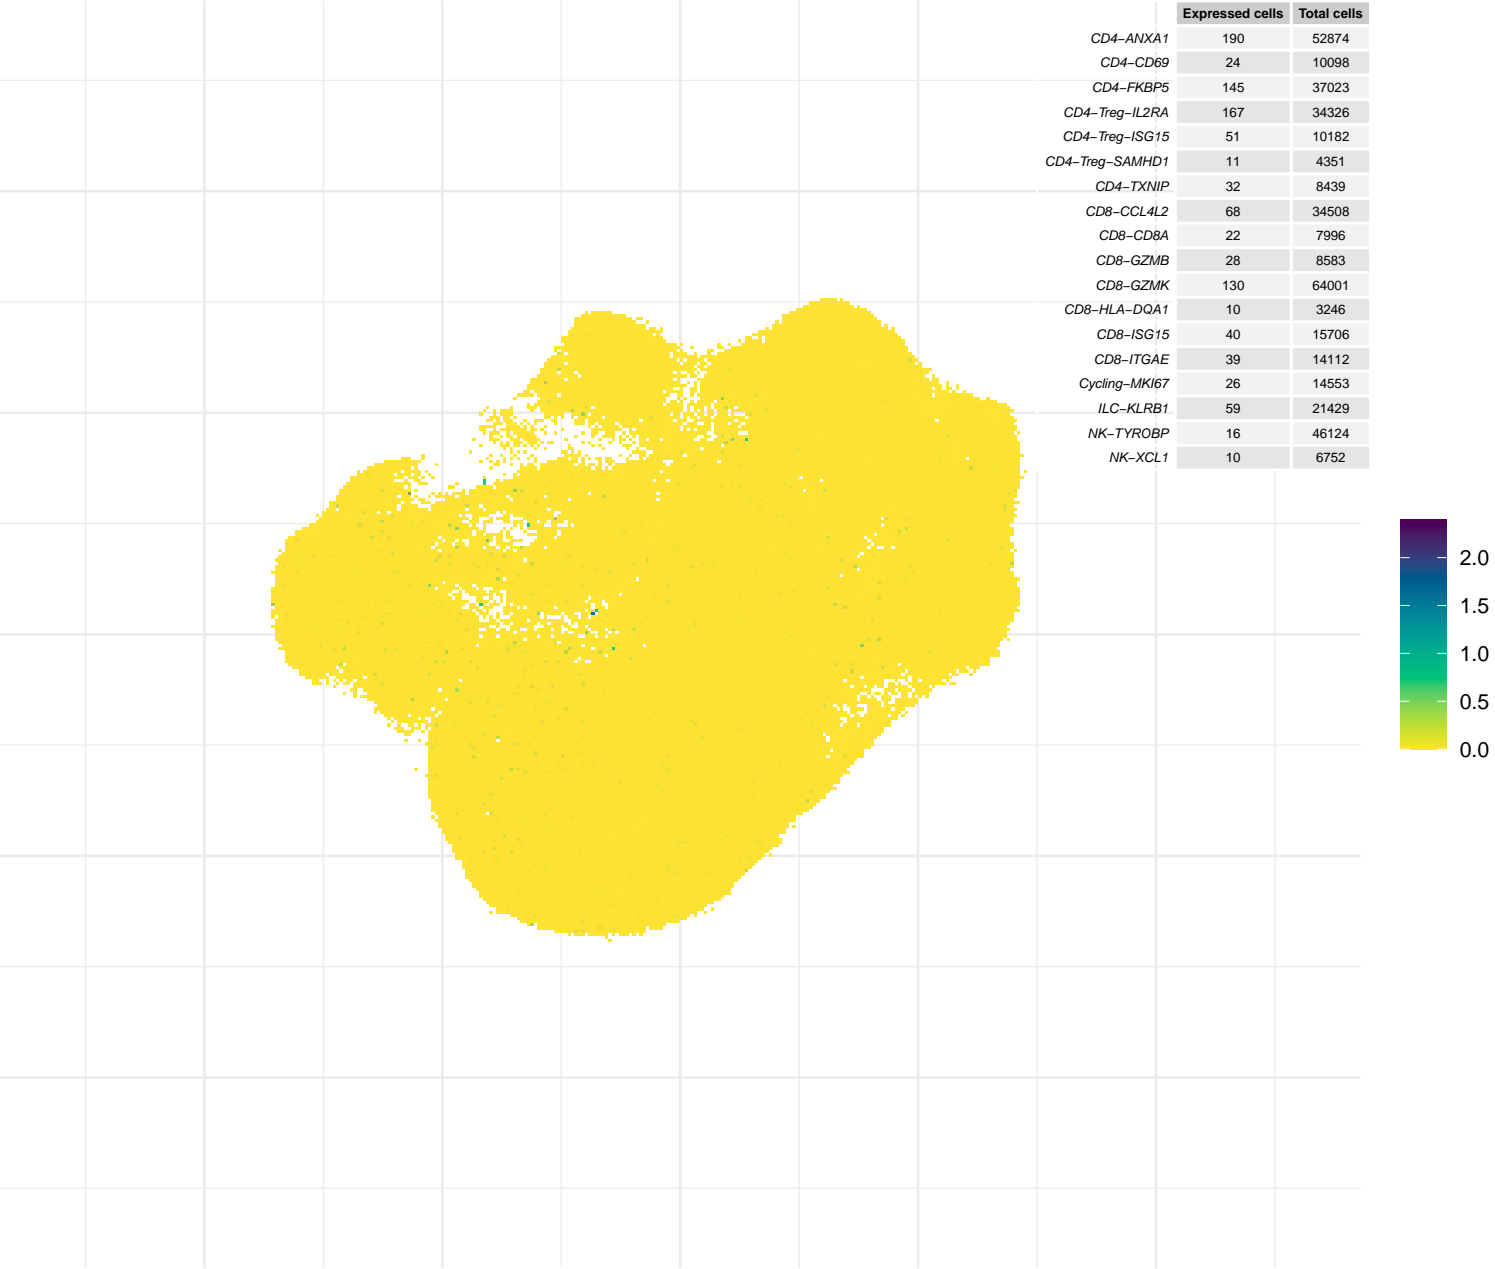 Expressed cells Total cells
CD4−ANXA1 190 52874
CD4−CD69 24 10098
CD4−FKBP5 145 37023
CD4−Treg−IL2RA 167 34326
CD4−Treg−ISG15 51 10182
CD4−Treg−SAMHD1 11 4351
CD4−TXNIP 32 8439
CD8−CCL4L2 68 34508
CD8−CD8A 22 7996
CD8−GZMB 28 8583
CD8−GZMK 130 64001
CD8−HLA−DQA1 10 3246
CD8−ISG15 40 15706
CD8−ITGAE 39 14112
Cycling−MKI67 26 14553
ILC−KLRB1 59 21429
NK−TYROBP 16 46124
NK−XCL1 10 6752
2.0
1.5
1.0
0.5
0.0